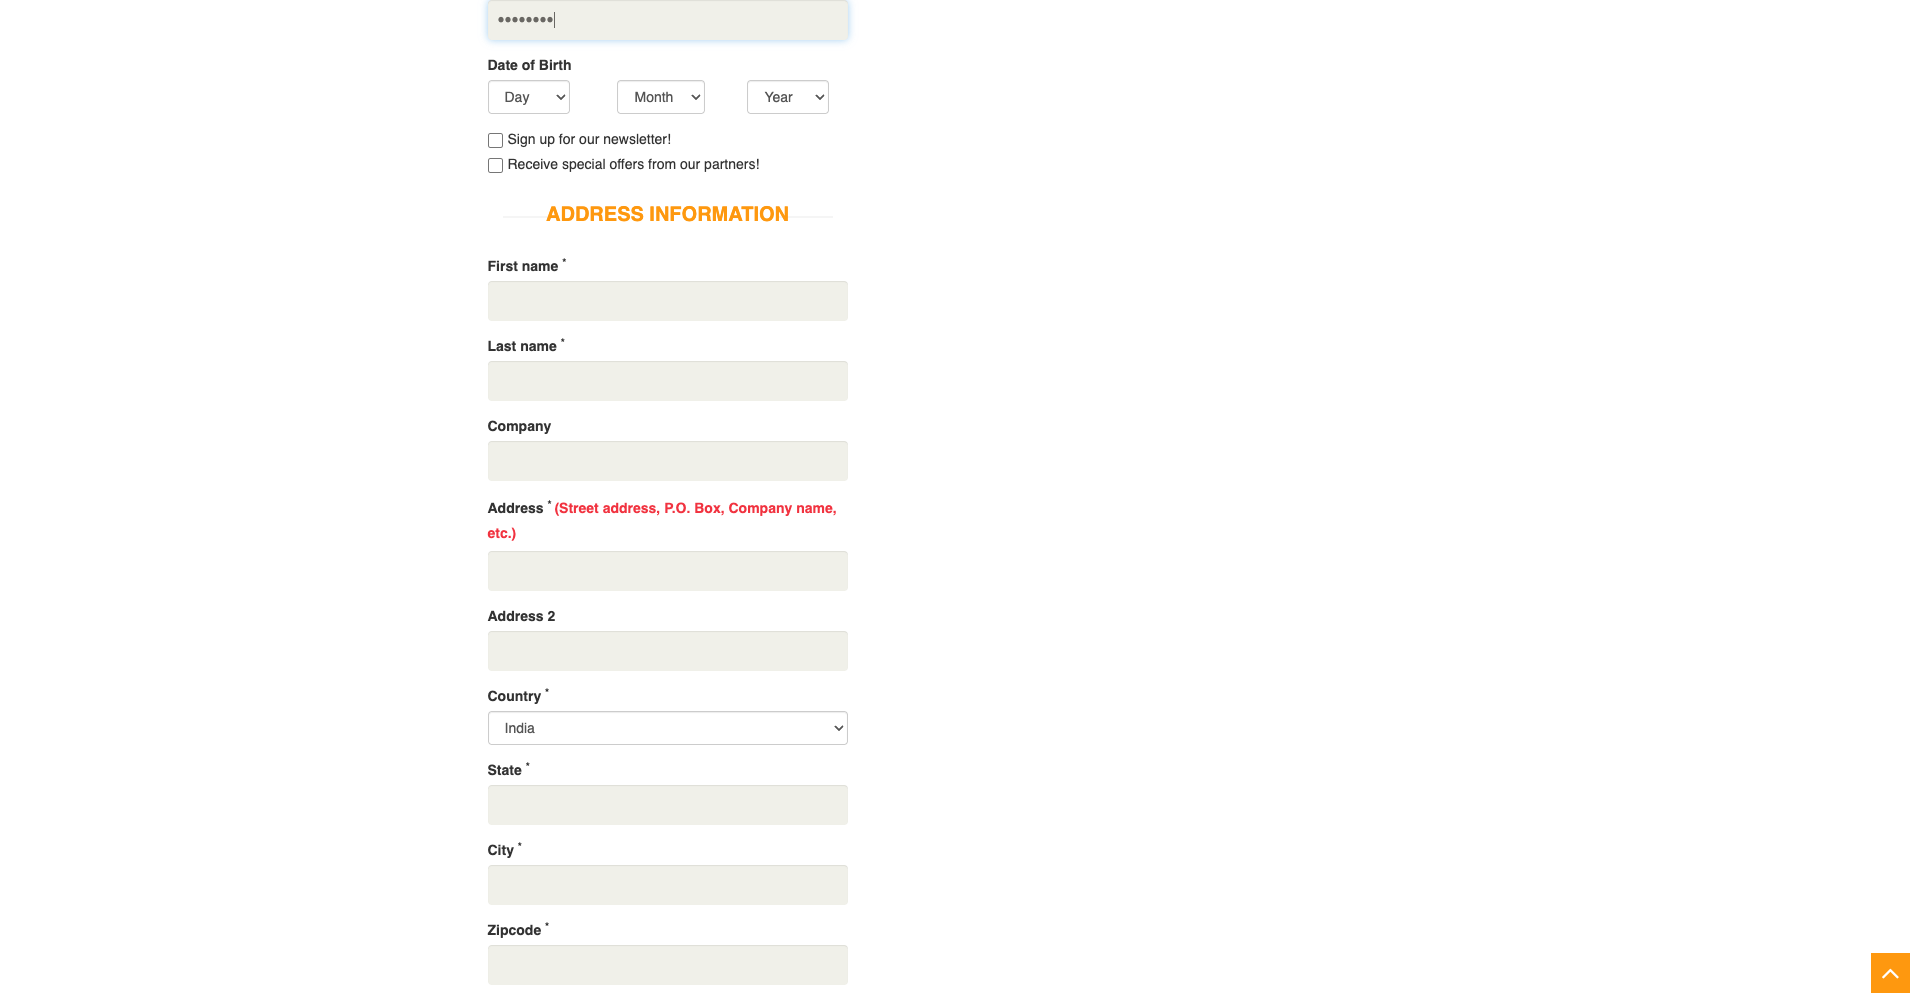 ••••••••
Date of Birth
Day Month Year
Sign up for our newsletter!
Receive special offers from our partners!
ADDRESS INFORMATION
First name *
Last name *
Company
Address * (Street address, P.O. Box, Company name,
etc.)
Address 2
Country *
India
State *
City *
Zipcode *